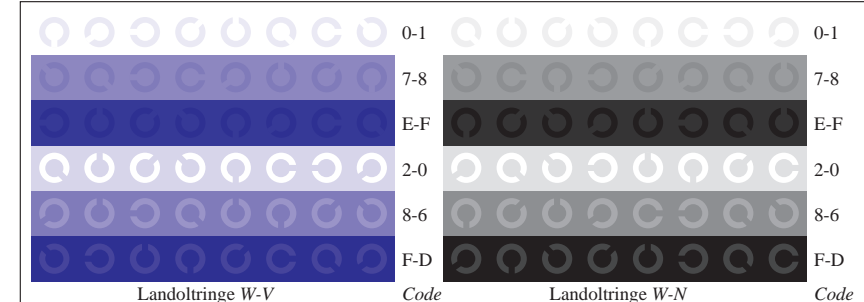 0-1 0-1
7-8 7-8
E-F E-F
2-0 2-0
8-6 8-6
F-D F-D
Landoltringe W-V Code Landoltringe W-N Code